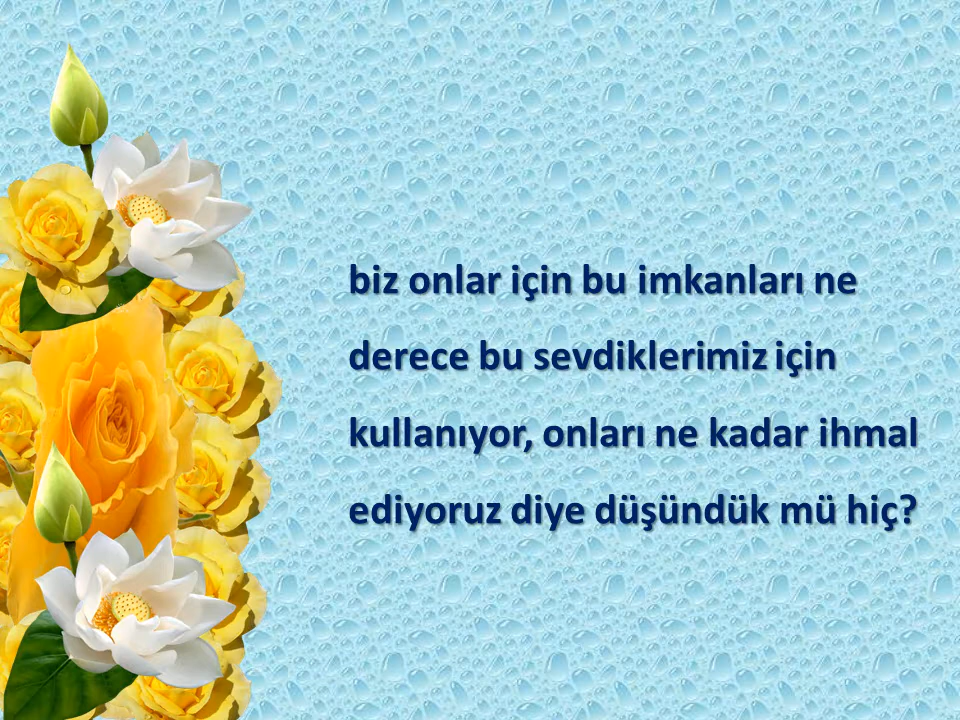 biz onlar için bu imkanları ne
derece bu sevdiklerimiz için
kullanıyor, onları ne kadar ihmal
ediyoruz diye düşündük mü hiç?